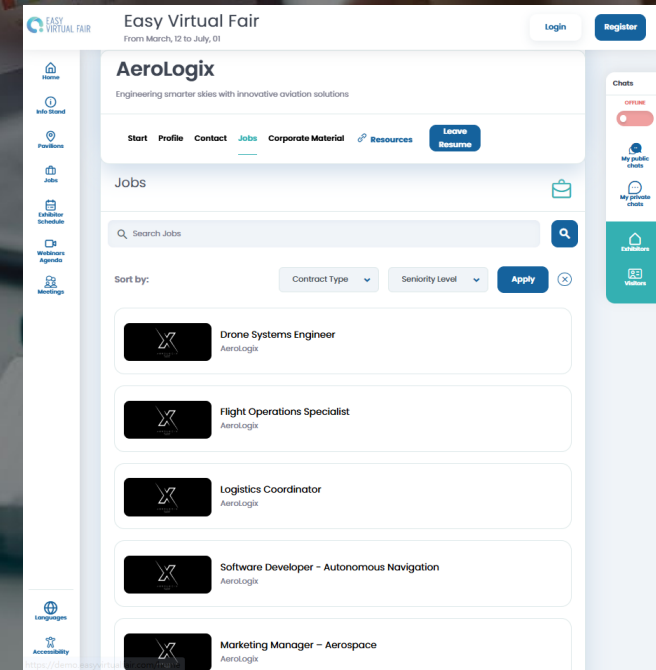 EASY
VIRTUAL FAIR
Easy Virtual Fair
From March, 12 to July, 01
Login
Register
Home
Info Stand
Pavilions
Jobs
Exhibitor
Schedule
Webinars
Agenda
Meetings
Languages
Accessibility
AeroLogix
Engineering smarter skies with innovative aviation solutions
Start Profile Contact Jobs Corporate Material Resources Leave Resume
Jobs
Search Jobs
Sort by: Contract Type Seniority Level Apply
Drone Systems Engineer
AeroLogix
Flight Operations Specialist
AeroLogix
Logistics Coordinator
AeroLogix
Software Developer - Autonomous Navigation
AeroLogix
Marketing Manager – Aerospace
AeroLogix
Chats
OFFLINE
My public
chats
My private
chats
Exhibitors
Visitors